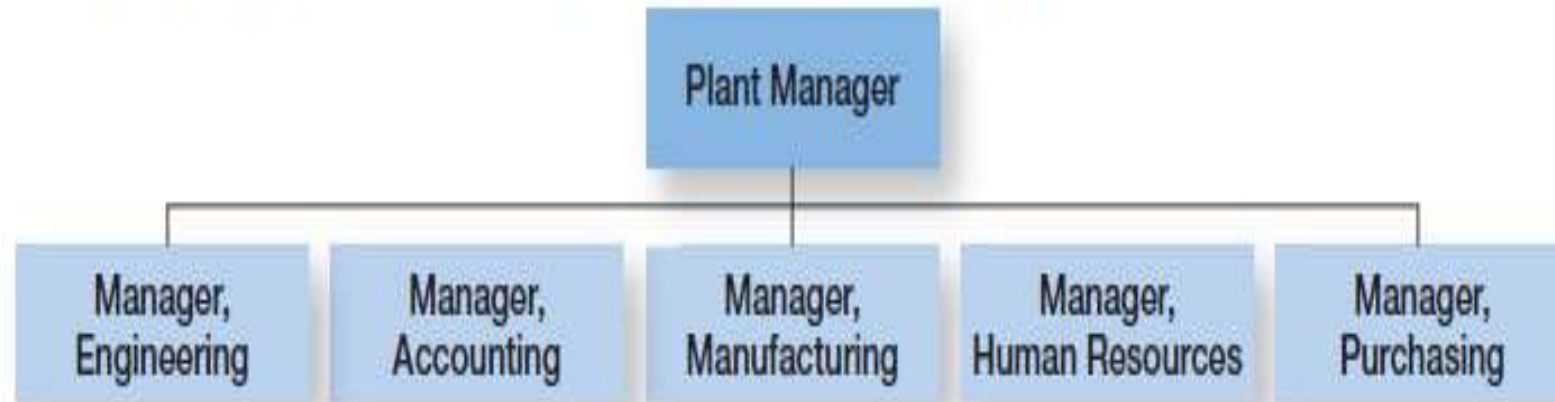 Plant Manager
Manager,
Engineering
Manager,
Accounting
Manager,
Manufacturing
Manager,
Human Resources
Manager,
Purchasing